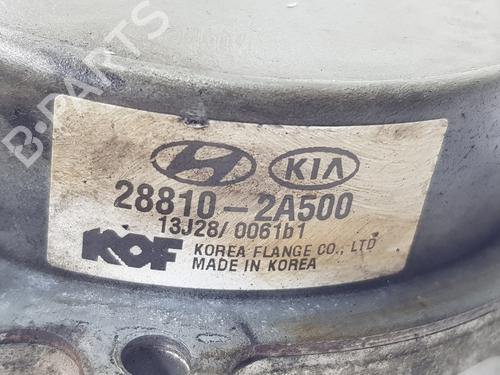 B-PARTS
KIA
28810-2A500
13J28/0061b1
KOF KOREA FLANGE CO., LTD
MADE IN KOREA